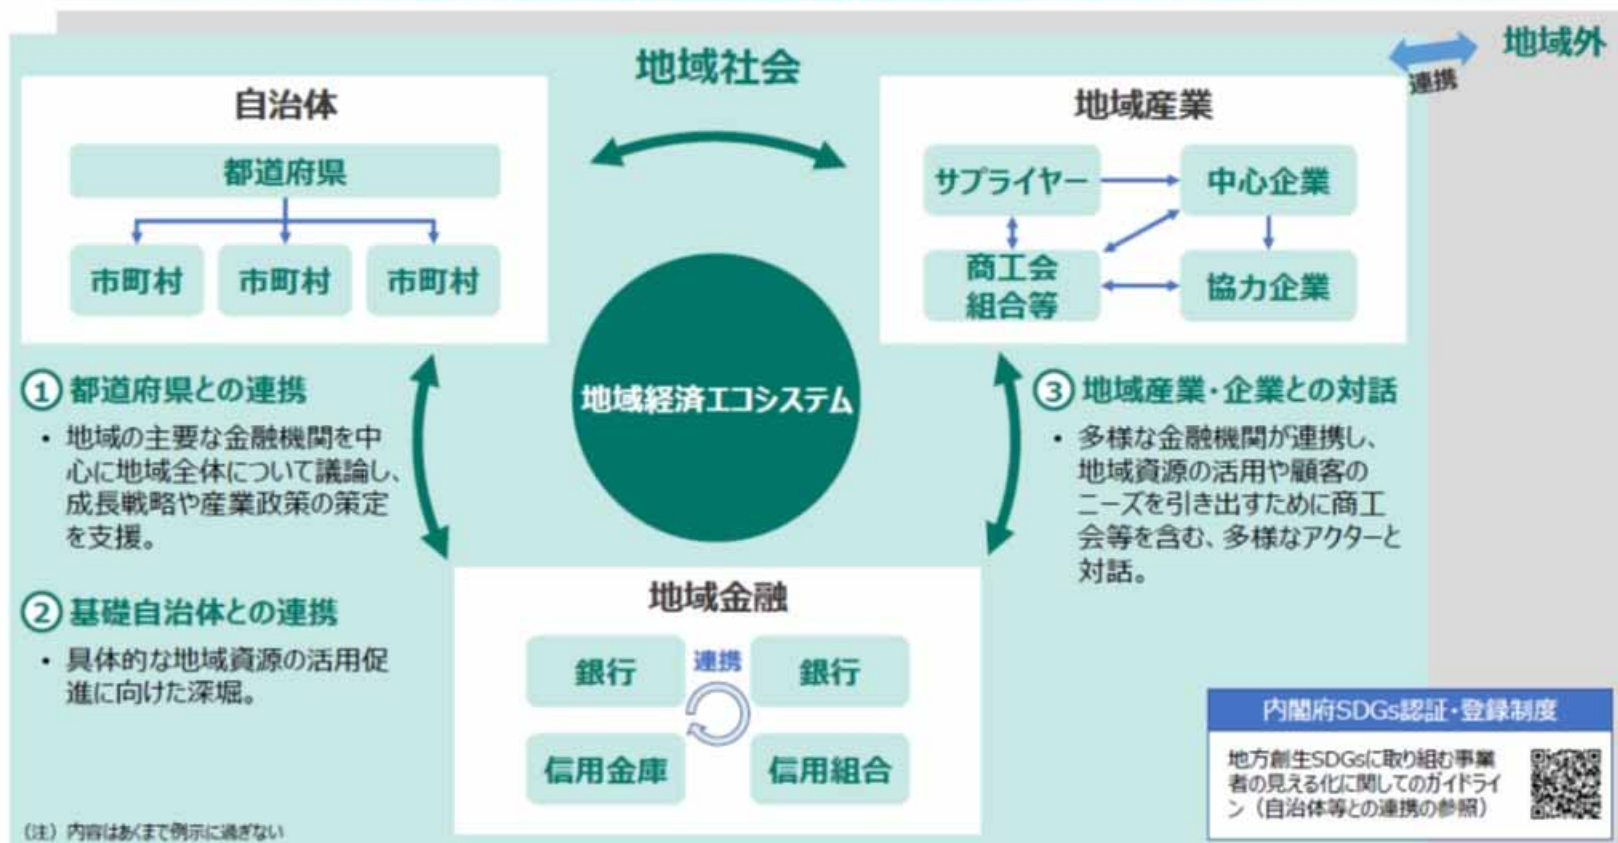 地域外
連携
地域社会
自治体
都道府県
市町村
市町村
市町村
地域産業
サプライヤー
中心企業
商工会
組合等
協力企業
地域経済エコシステム
① 都道府県との連携
・ 地域の主要な金融機関を中
心に地域全体について議論し、
成長戦略や産業政策の策定
を支援。
② 基礎自治体との連携
・ 具体的な地域資源の活用促
進に向けた深堀。
③ 地域産業・企業との対話
・ 多様な金融機関が連携し、
地域資源の活用や顧客の
ニーズを引き出すために商工
会等を含む、多様なアクターと
対話。
地域金融
銀行
連携
銀行
信用金庫
信用組合
内閣府SDGs認証・登録制度
地方創生SDGsに取り組む事業
者の見える化に関してのガイドライ
ン（自治体等との連携の参照）
（注）内容はあくまで例示に過ぎない